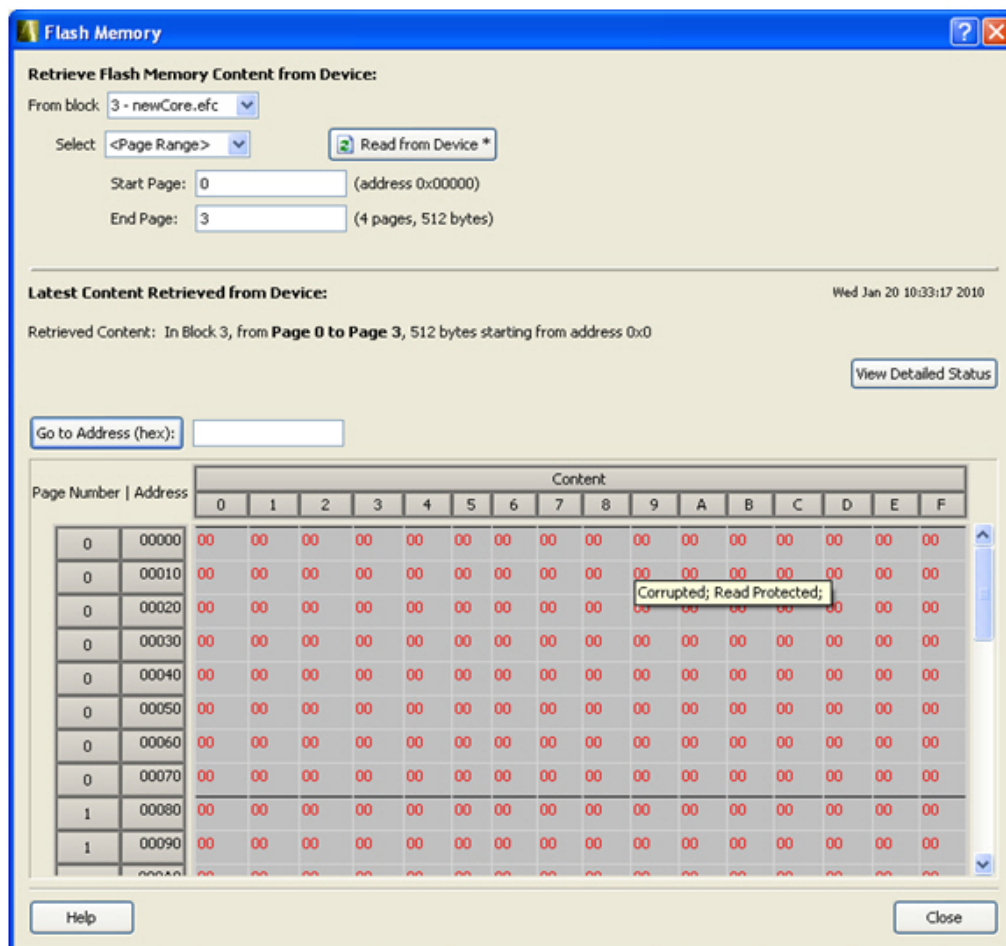 Flash Memory
Retrieve Flash Memory Content from Device:
From block 3 - newCore.efc
Select <Page Range> Read from Device *
Start Page: 0 (address 0x00000)
End Page: 3 (4 pages, 512 bytes)
Latest Content Retrieved from Device: Wed Jan 20 10:33:17 2010
Retrieved Content: In Block 3, from Page 0 to Page 3, 512 bytes starting from address 0x0
View Detailed Status
Go to Address (hex):
Content
Page Number | Address
0 1 2 3 4 5 6 7 8 9 A B C D E F
0 00000 00 00 00 00 00 00 00 00 00 00 00 00 00 00 00 00
0 00010 00 00 00 00 00 00 00 00 00 00 00 00 00 00 00 00
Corrupted; Read Protected;
0 00020 00 00 00 00 00 00 00 00 00 00 00 00 00 00 00 00
0 00030 00 00 00 00 00 00 00 00 00 00 00 00 00 00 00 00
0 00040 00 00 00 00 00 00 00 00 00 00 00 00 00 00 00 00
0 00050 00 00 00 00 00 00 00 00 00 00 00 00 00 00 00 00
0 00060 00 00 00 00 00 00 00 00 00 00 00 00 00 00 00 00
0 00070 00 00 00 00 00 00 00 00 00 00 00 00 00 00 00 00
1 00080 00 00 00 00 00 00 00 00 00 00 00 00 00 00 00 00
1 00090 00 00 00 00 00 00 00 00 00 00 00 00 00 00 00 00
Help Close